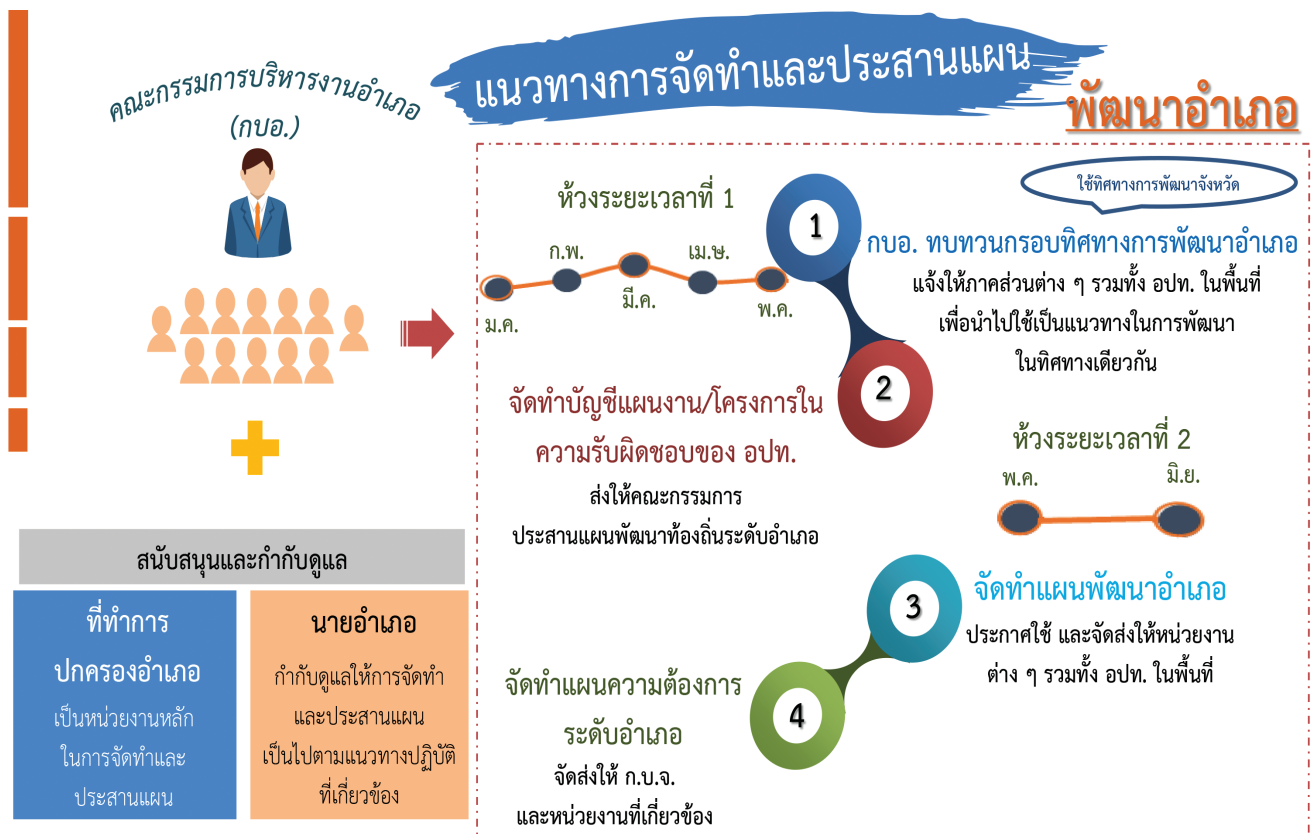 แนวทางการจัดทำและประสานแผน
พัฒนาอำเภอ
คณะกรรมการบริหารงานอำเภอ
(กบอ.)
สนับสนุนและกำกับดูแล
ที่ทำการ
ปกครองอำเภอ
เป็นหน่วยงานหลัก
ในการจัดทำและ
ประสานแผน
นายอำเภอ
กำกับดูแลให้การจัดทำ
และประสานแผน
เป็นไปตามแนวทางปฏิบัติ
ที่เกี่ยวข้อง
ห้วงระยะเวลาที่ 1
ม.ค.
ก.พ.
มี.ค.
เม.ษ.
พ.ค.
1
ใช้ทิศทางการพัฒนาจังหวัด
กบอ. ทบทวนกรอบทิศทางการพัฒนาอำเภอ
แจ้งให้ภาคส่วนต่าง ๆ รวมทั้ง อปท. ในพื้นที่
เพื่อนำไปใช้เป็นแนวทางในการพัฒนา
ในทิศทางเดียวกัน
2
จัดทำบัญชีแผนงาน/โครงการใน
ความรับผิดชอบของ อปท.
ส่งให้คณะกรรมการ
ประสานแผนพัฒนาท้องถิ่นระดับอำเภอ
ห้วงระยะเวลาที่ 2
พ.ค.
มิ.ย.
3
จัดทำแผนพัฒนาอำเภอ
ประกาศใช้ และจัดส่งให้หน่วยงาน
ต่าง ๆ รวมทั้ง อปท. ในพื้นที่
4
จัดทำแผนความต้องการ
ระดับอำเภอ
จัดส่งให้ ก.บ.จ.
และหน่วยงานที่เกี่ยวข้อง